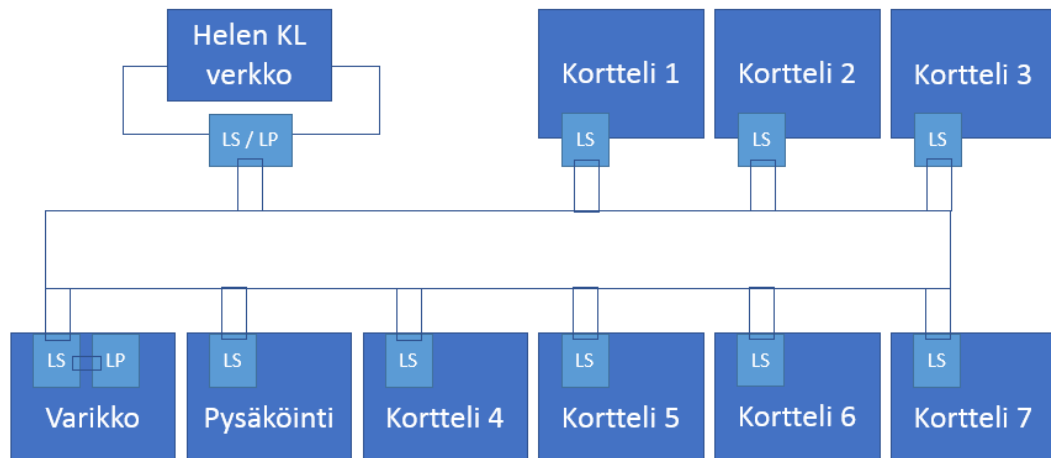 Helen KL
verkko
LS / LP
Kortteli 1
LS
Kortteli 2
LS
Kortteli 3
LS
LS
LP
Varikko
LS
Pysäköinti
LS
Kortteli 4
LS
Kortteli 5
LS
Kortteli 6
LS
Kortteli 7